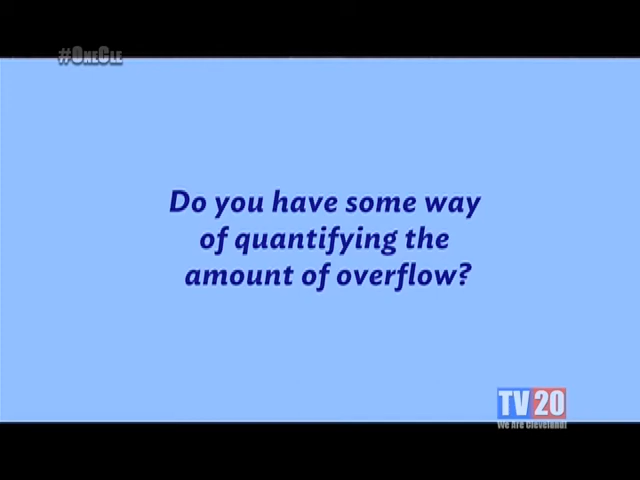 #OneCle
Do you have some way
of quantifying the
amount of overflow?
TV20
We Are Cleveland!